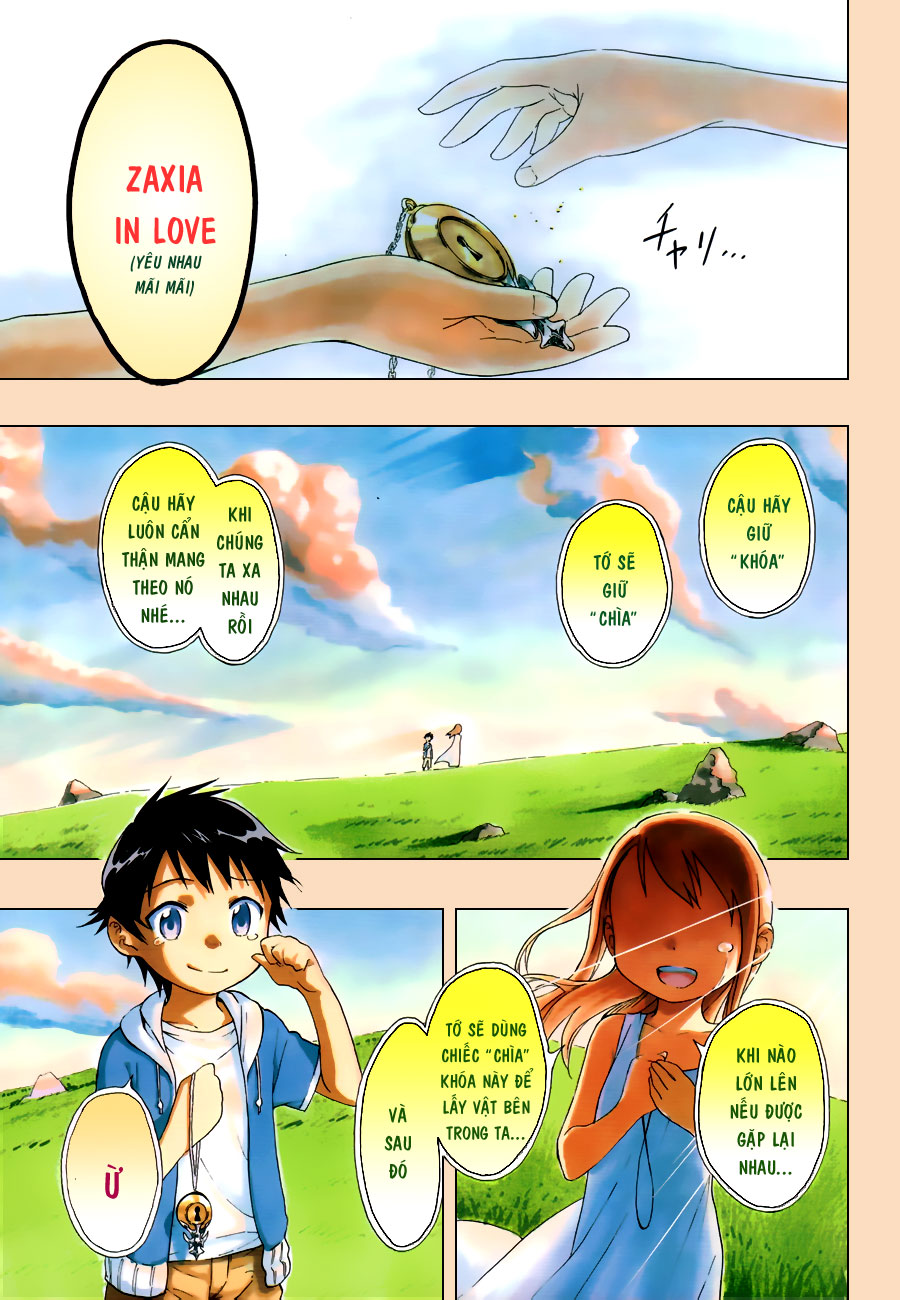 ZAXIA
IN LOVE
(YÊU NHAU
MÃI MÃI)
チャリ...
CẬU HÃY
GIỮ
“KHÓA”
TỚ SẼ
GIỮ
“CHÌA”
KHI
CHÚNG
TA XA
NHAU
RỒI
CẬU HÃY
LUÔN CẨN
THẬN MANG
THEO NÓ
NHÉ...
KHI NÀO
LỚN LÊN
NẾU ĐƯỢC
GẶP LẠI
NHAU...
TỚ SẼ DÙNG
CHIẾC “CHÌA”
KHÓA NÀY ĐỂ
LẤY VẬT BÊN
TRONG TA...
VÀ
SAU
ĐÓ
Ừ